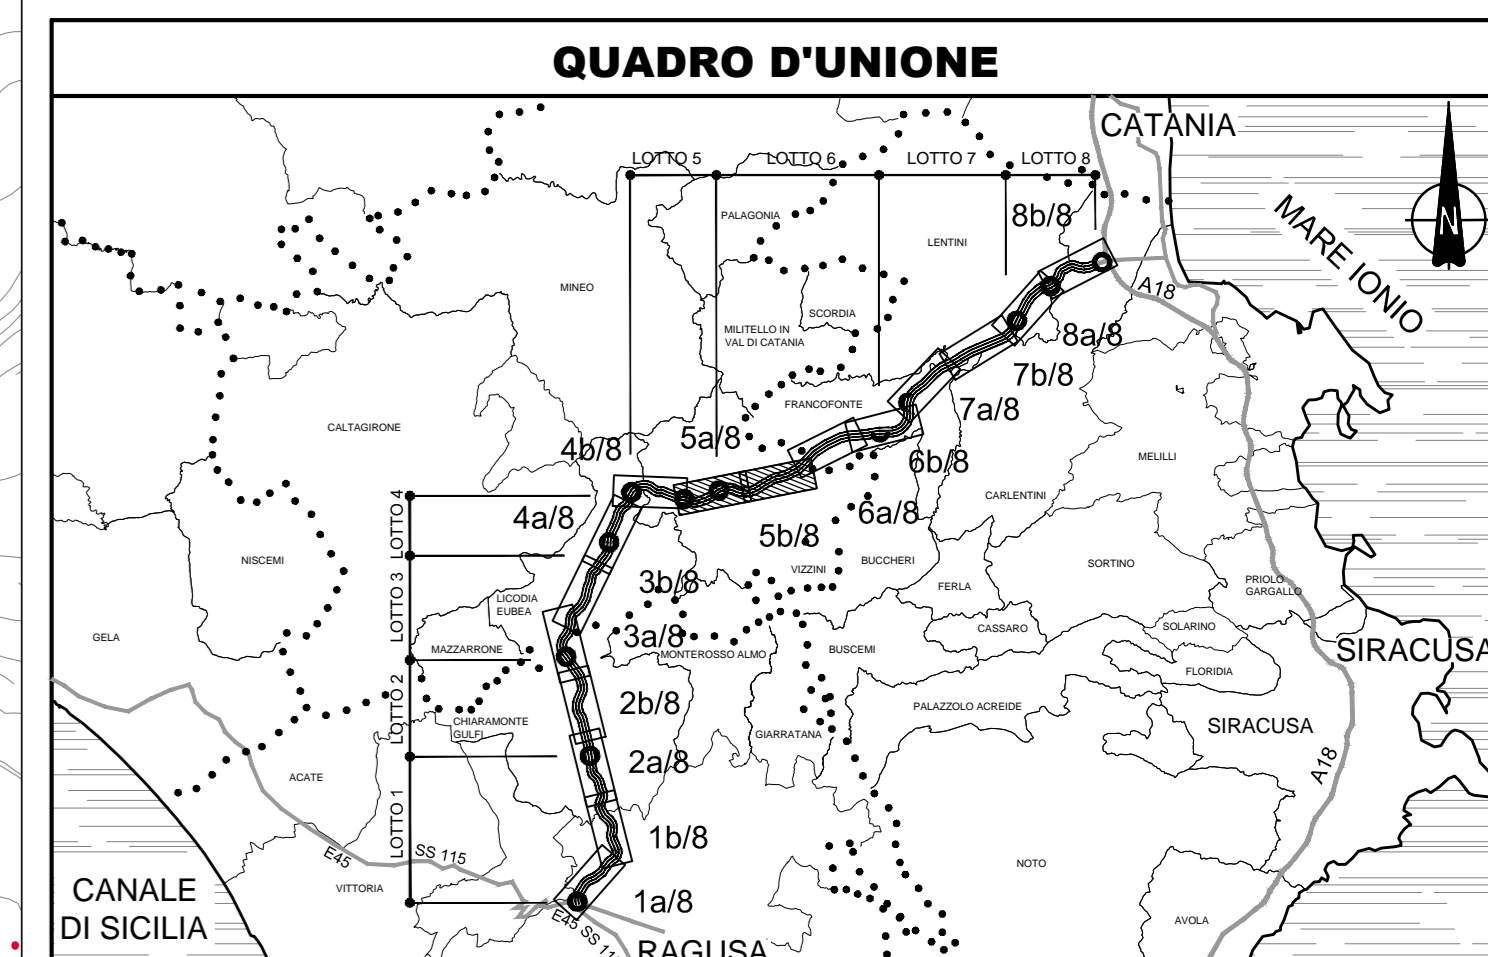 QUADRO D'UNIONE
CATANIA
LOTTO 5
LOTTO 6
LOTTO 7
LOTTO 8
PALAGONIA
8b/8
LENTINI
N
MARE IONIO
MINEO
A18
SCORDIA
MILITELLO IN
VAL DI CATANIA
8a/8
7b/8
FRANCOFONTE
7a/8
CALTAGIRONE
5a/8
4b/8
6b/8
MELILLI
CARLENTINI
4a/8
6a/8
5b/8
LOTTO 4
NISCEMI
BUCCHERI
SORTINO
VIZZINI
3b/8
FERLA
PRIOLO
GARGALLO
LICODIA
EUBEA
LOTTO 3
GELA
3a/8
CASSARO
SOLARINO
MAZZARRONE
MONTEROSSO ALMO
BUSCEMI
SIRACUSA
FLORIDIA
2b/8
LOTTO 2
PALAZZOLO ACREIDE
CHIARAMONTE
GULFI
GIARRATANA
SIRACUSA
2a/8
A18
ACATE
LOTTO 1
1b/8
E45
SS 115
NOTO
VITTORIA
CANALE
DI SICILIA
1a/8
AVOLA
E45 SS 11
RAGUSA